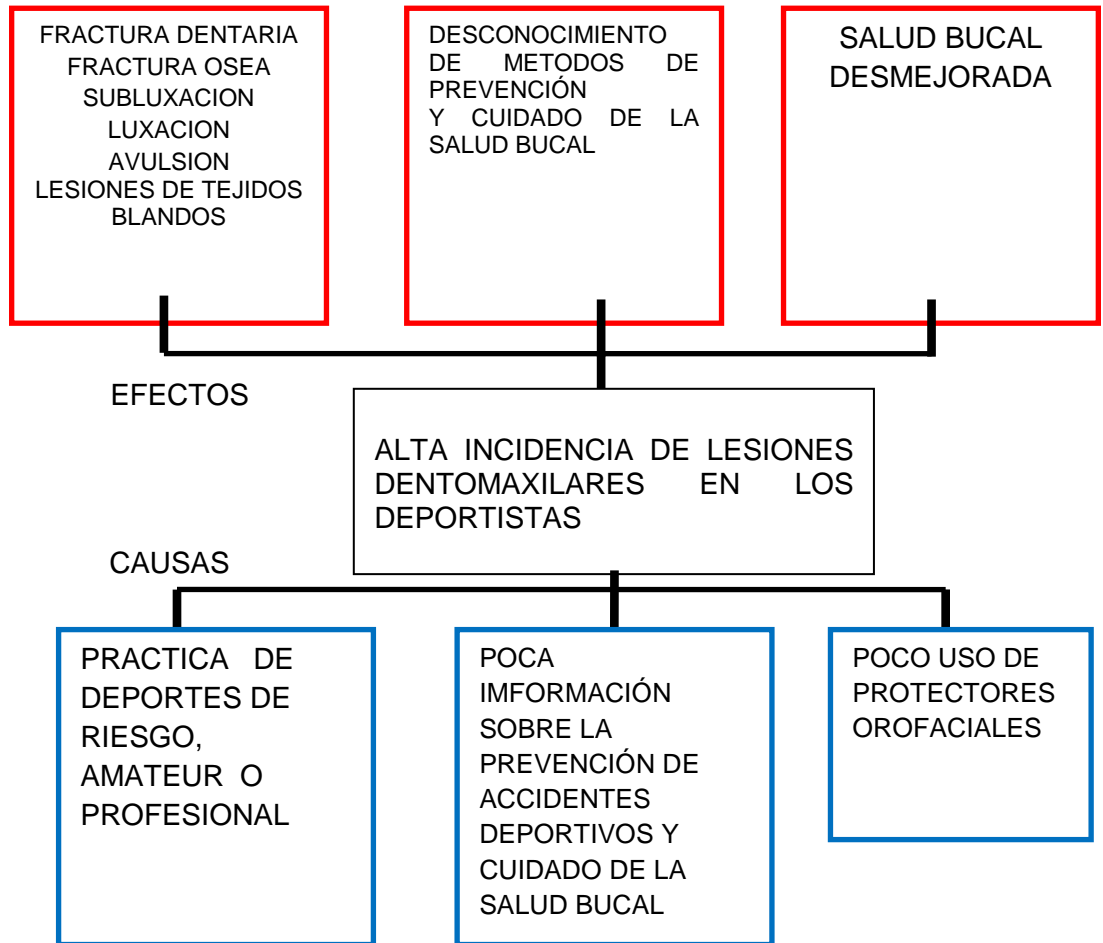 FRACTURA DENTARIA
FRACTURA OSEA
SUBLUXACION
LUXACION
AVULSION
LESIONES DE TEJIDOS
BLANDOS
DESCONOCIMIENTO
DE METODOS DE
PREVENCIÓN
Y CUIDADO DE LA
SALUD BUCAL
SALUD BUCAL
DESMEJORADA
EFECTOS
ALTA INCIDENCIA DE LESIONES
DENTOMAXILARES EN LOS
DEPORTISTAS
CAUSAS
PRACTICA DE
DEPORTES DE
RIESGO,
AMATEUR O
PROFESIONAL
POCA
IMFORMACIÓN
SOBRE LA
PREVENCIÓN DE
ACCIDENTES
DEPORTIVOS Y
CUIDADO DE LA
SALUD BUCAL
POCO USO DE
PROTECTORES
OROFACIALES